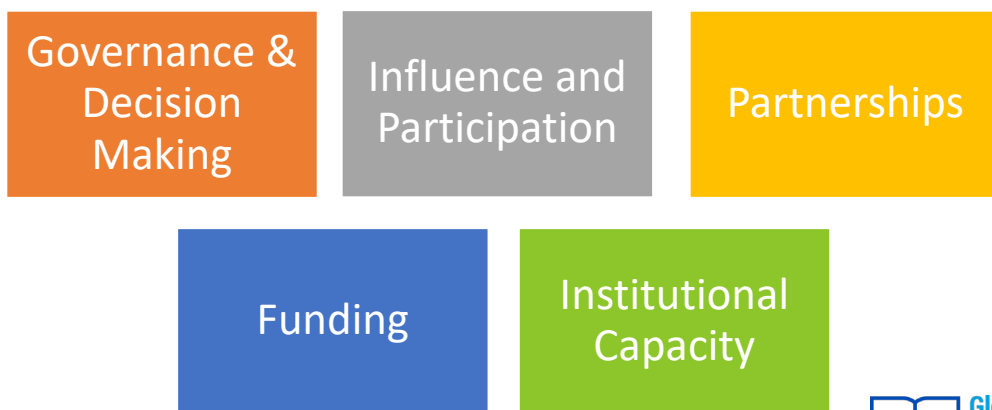 Governance &
Decision
Making
Influence and
Participation
Partnerships
Funding
Institutional
Capacity